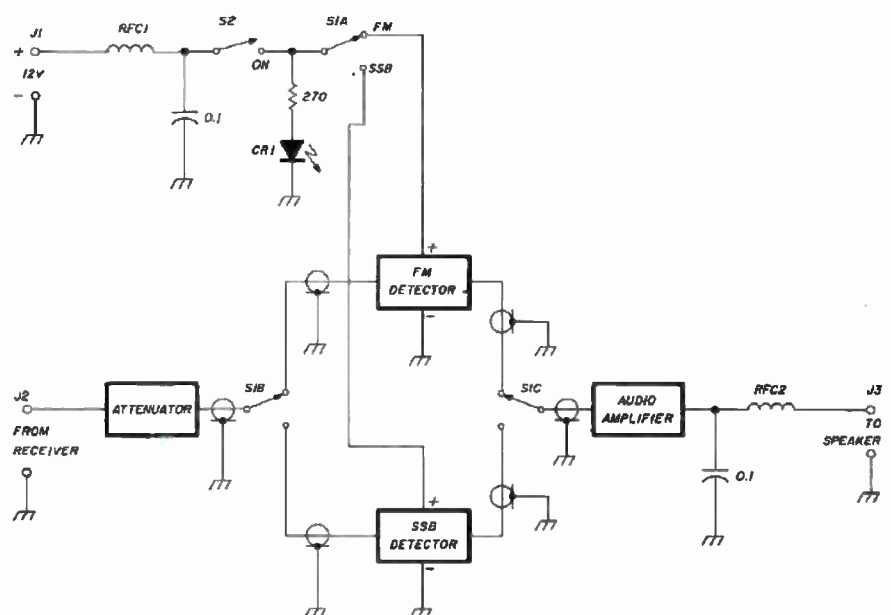 J1
RFC1
S2
S1A
FM
+
12V
-
ON
SSB
0.1
270
CR1
+
FM
DETECTOR
-
J2
FROM
RECEIVER
ATTENUATOR
S1B
S1C
AUDIO
AMPLIFIER
RFC2
J3
TO
SPEAKER
0.1
+
SSB
DETECTOR
-